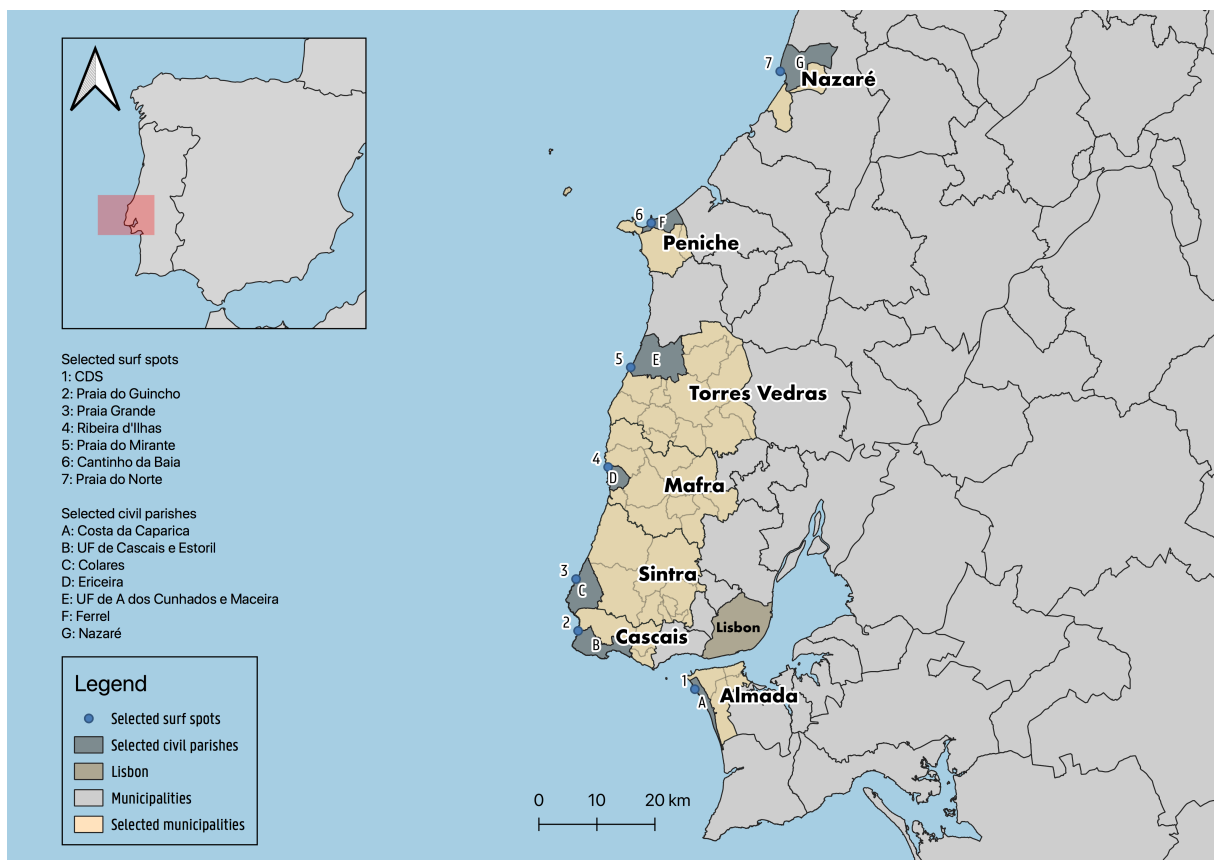 Selected surf spots
1: CDS
2: Praia do Guincho
3: Praia Grande
4: Ribeira d'Ilhas
5: Praia do Mirante
6: Cantinho da Baia
7: Praia do Norte
Selected civil parishes
A: Costa da Caparica
B: UF de Cascais e Estoril
C: Colares
D: Ericeira
E: UF de A dos Cunhados e Maceira
F: Ferrel
G: Nazaré
Legend
Selected surf spots
Selected civil parishes
Lisbon
Municipalities
Selected municipalities
7
G
Nazaré
6
F
Peniche
5
E
Torres Vedras
4
D
Mafra
3
C
Sintra
2
B
Cascais
Lisbon
1
A
Almada
0 10 20 km